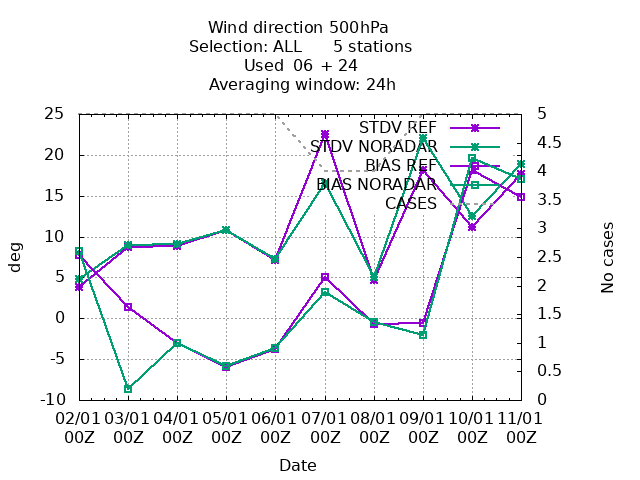 Wind direction 500hPa
Selection: ALL 5 stations
Used 06 + 24
Averaging window: 24h
STDV REF
STDV NORADAR
BIAS REF
BIAS NORADAR
CASES
deg
25
20
15
10
5
0
-5
-10
No cases
5
4.5
4
3.5
3
2.5
2
1.5
1
0.5
0
02/01 03/01 04/01 05/01 06/01 07/01 08/01 09/01 10/01 11/01
00Z 00Z 00Z 00Z 00Z 00Z 00Z 00Z 00Z 00Z
Date